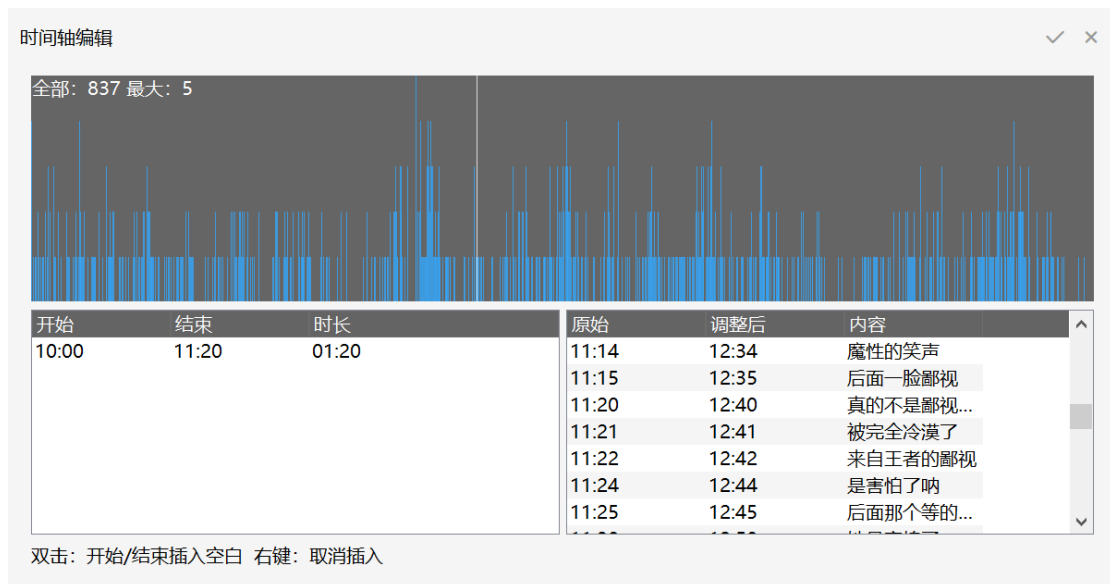 时间轴编辑
全部：837 最大：5
开始 结束 时长
10:00 11:20 01:20
原始 调整后 内容
11:14 12:34 魔性的笑声
11:15 12:35 后面一脸鄙视
11:20 12:40 真的不是鄙视...
11:21 12:41 被完全冷漠了
11:22 12:42 来自王者的鄙视
11:24 12:44 是害怕了呐
11:25 12:45 后面那个等的...
双击：开始/结束插入空白 右键：取消插入